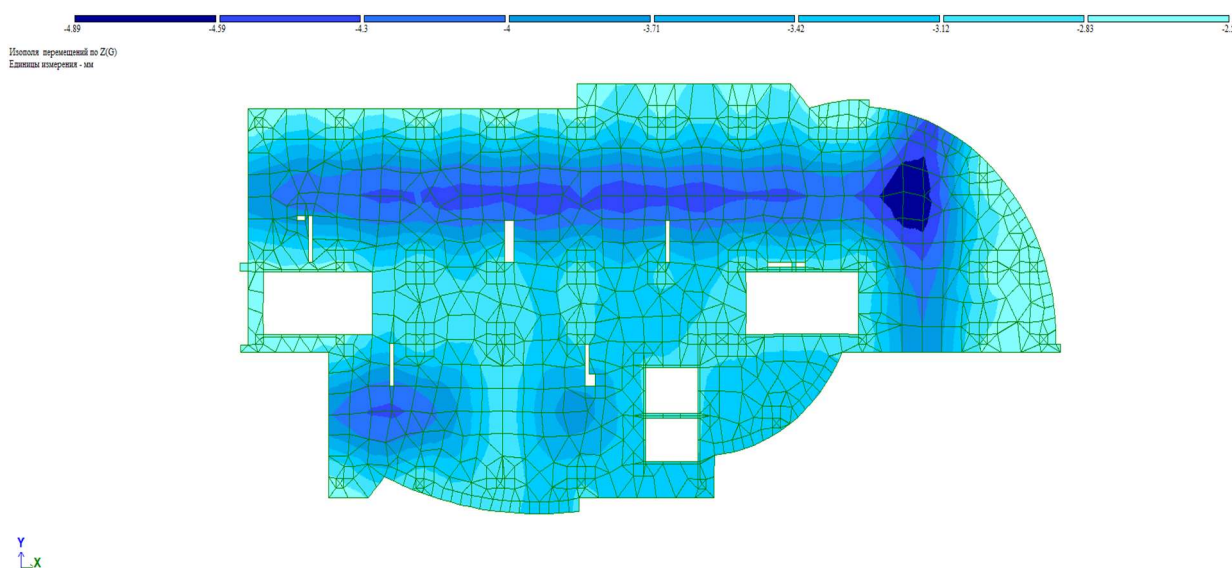 -4.89 -4.59 -4.3 -4 -3.71 -3.42 -3.12 -2.83
Изополя перемещений по Z(G)
Единицы измерения - мм
Y
X